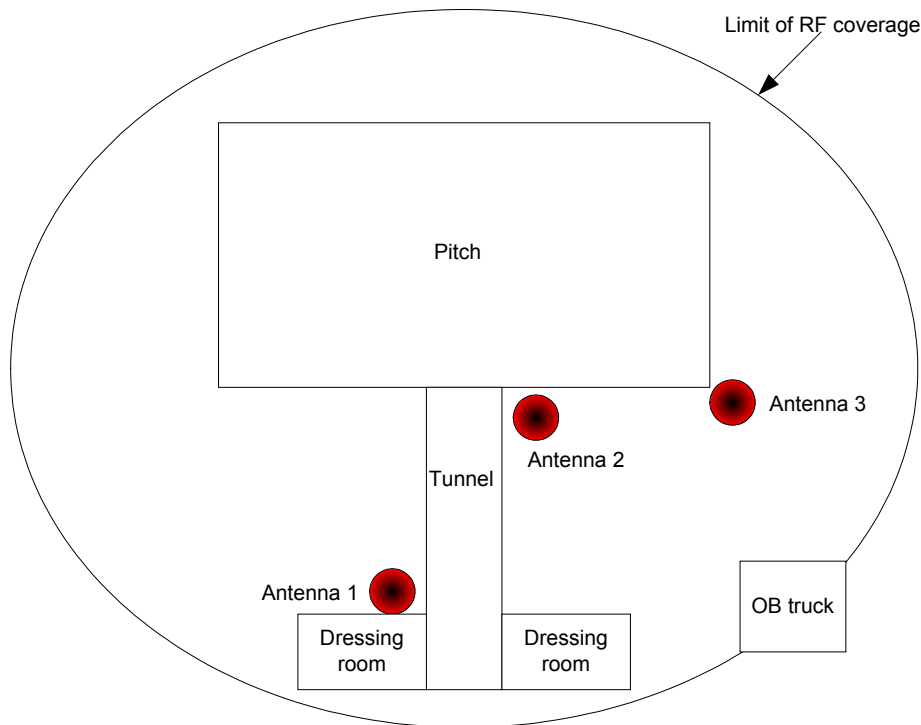 Limit of RF coverage
Pitch
Antenna 3
Antenna 2
Tunnel
Antenna 1
OB truck
Dressing
room
Dressing
room